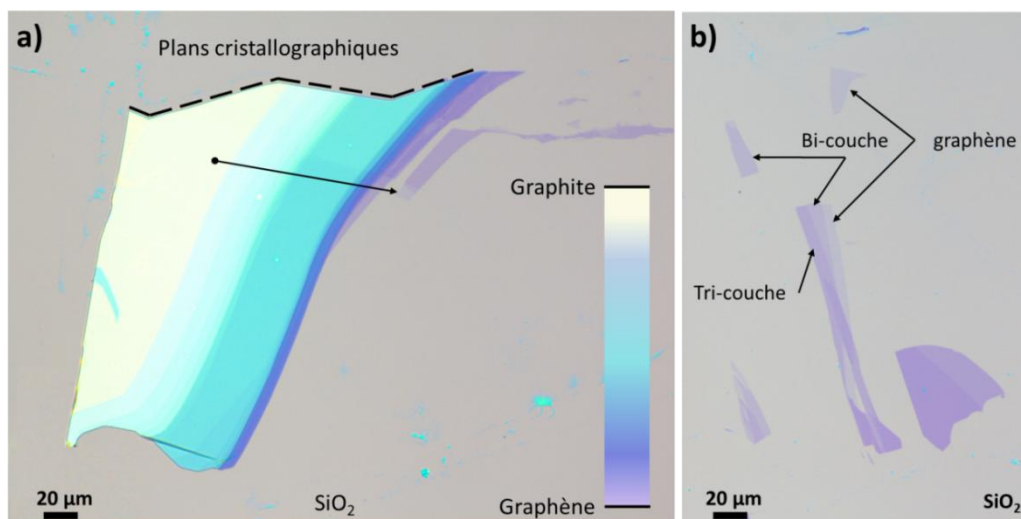 a)
Plans cristallographiques
Graphite
Graphène
20 µm
SiO₂
b)
Bi-couche
graphène
Tri-couche
20 µm
SiO₂